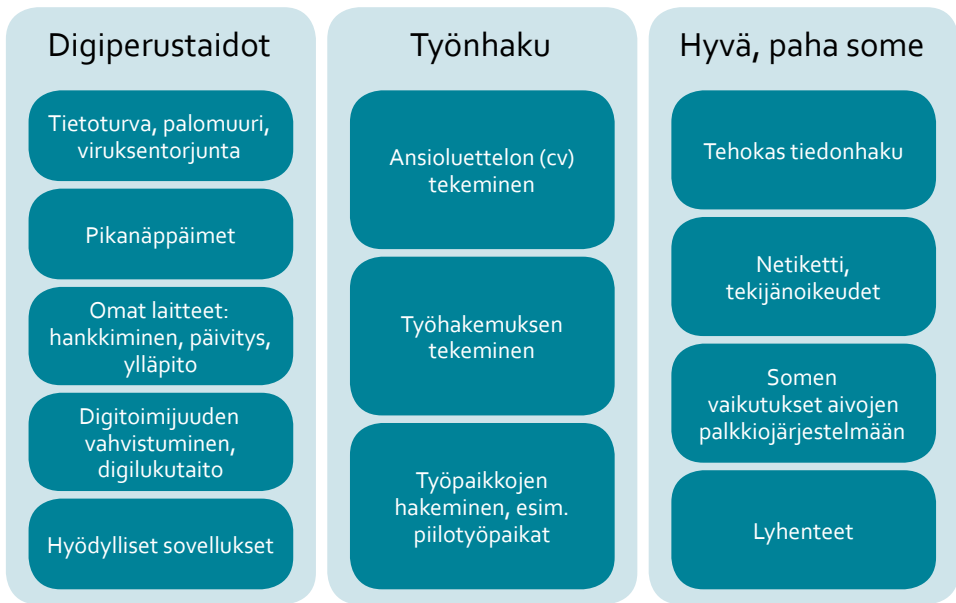 Digiperustaidot
Tietoturva, palomuuri,
viruksentorjunta
Pikanäppäimet
Omat laitteet:
hankkiminen, päivitys,
ylläpito
Digitoimijuuden
vahvistuminen,
digilukutaito
Hyödylliset sovellukset
Työnhaku
Ansioluettelon (cv)
tekeminen
Työhakemuksen
tekeminen
Työpaikkojen
hakeminen, esim.
piilotyöpaikat
Hyvä, paha some
Tehokas tiedonhaku
Netiketti,
tekijänoikeudet
Somen
vaikutukset aivojen
palkkiojärjestelmään
Lyhenteet